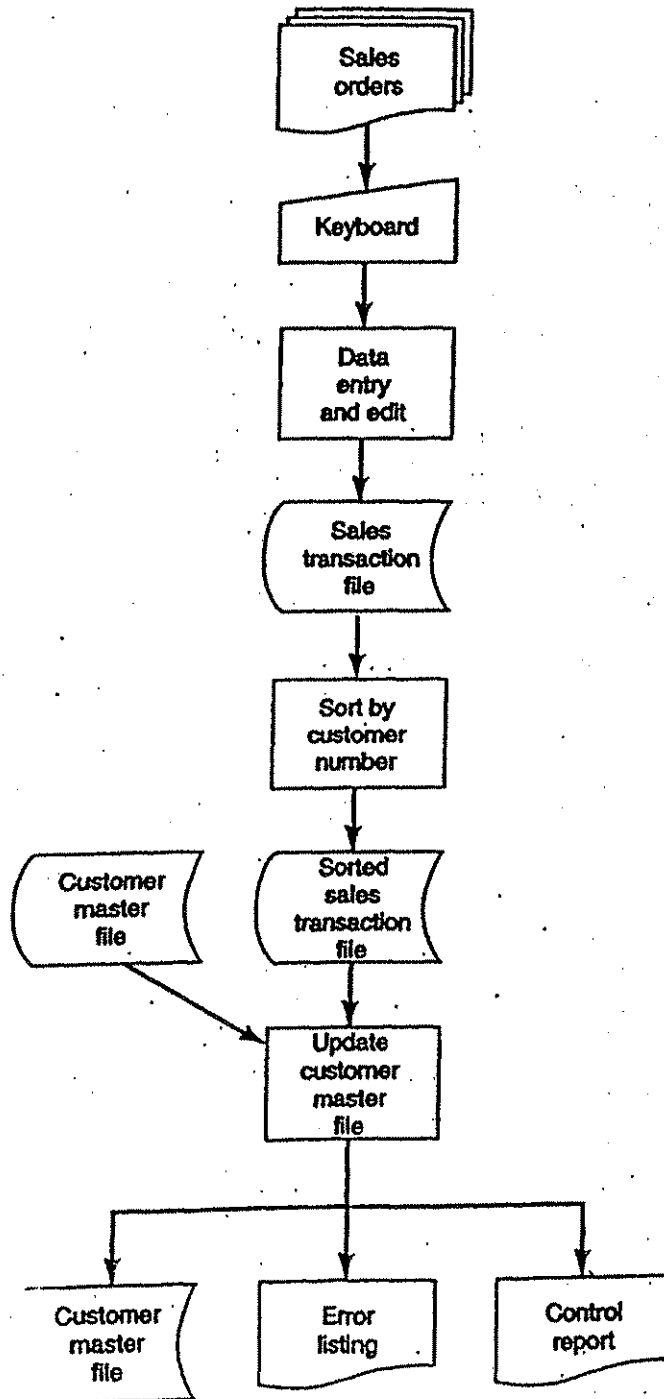 Sales
orders
Keyboard
Data
entry
and edit
Sales
transaction
file
Sort by
customer
number
Customer
master
file
Sorted
sales
transaction
file
Update
customer
master
file
Customer
master
file
Error
listing
Control
report